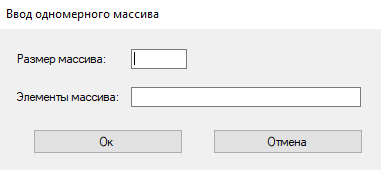 Ввод одномерного массива
Размер массива:
Элементы массива:
Ок
Отмена